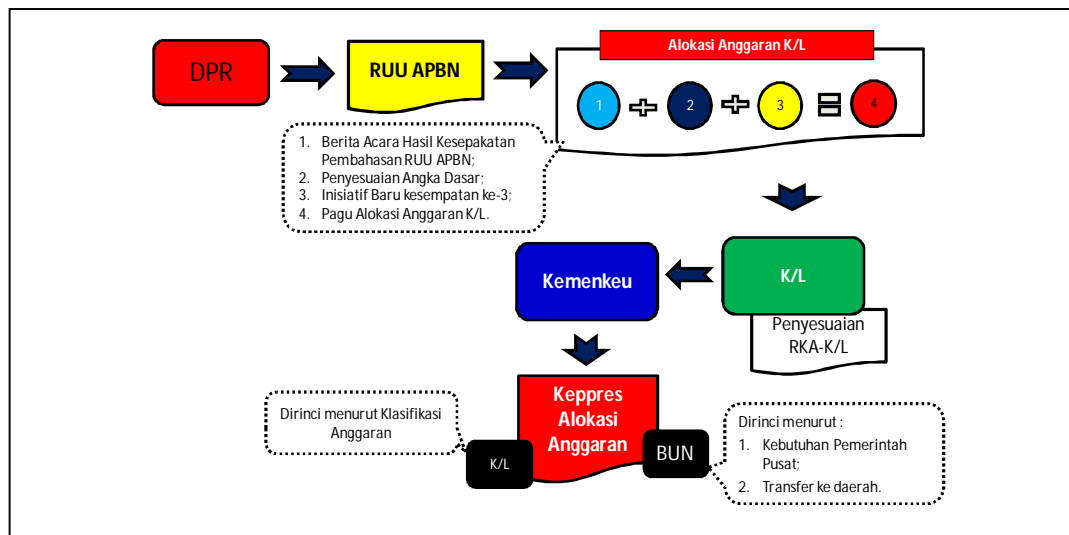 DPR
RUU APBN
Alokasi Anggaran K/L
1
2
3
4
1. Berita Acara Hasil Kesepakatan
Pembahasan RUU APBN;
2. Penyesuaian Angka Dasar;
3. Inisiatif Baru kesempatan ke-3;
4. Pagu Alokasi Anggaran K/L.
Kemenkeu
K/L
Penyesuaian
RKA-K/L
Keppres
Alokasi
Anggaran
Dirinci menurut Klasifikasi
Anggaran
K/L
BUN
Dirinci menurut :
1. Kebutuhan Pemerintah
Pusat;
2. Transfer ke daerah.